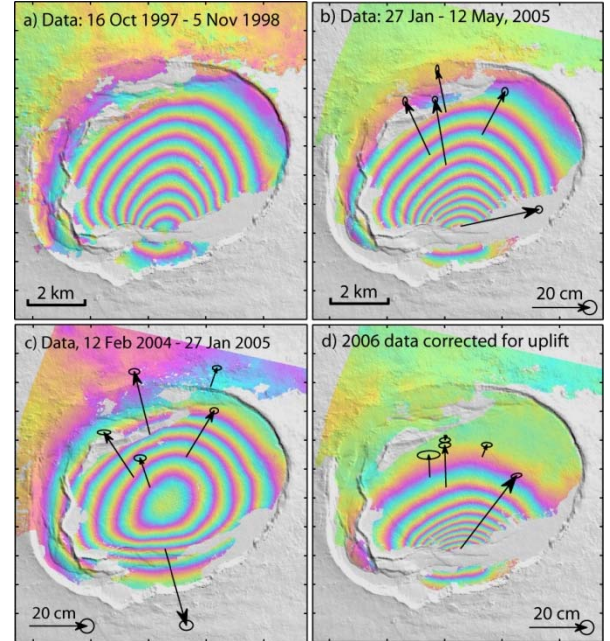 a) Data: 16 Oct 1997 - 5 Nov 1998
2 km
b) Data: 27 Jan - 12 May, 2005
2 km
20 cm
c) Data, 12 Feb 2004 - 27 Jan 2005
20 cm
d) 2006 data corrected for uplift
20 cm